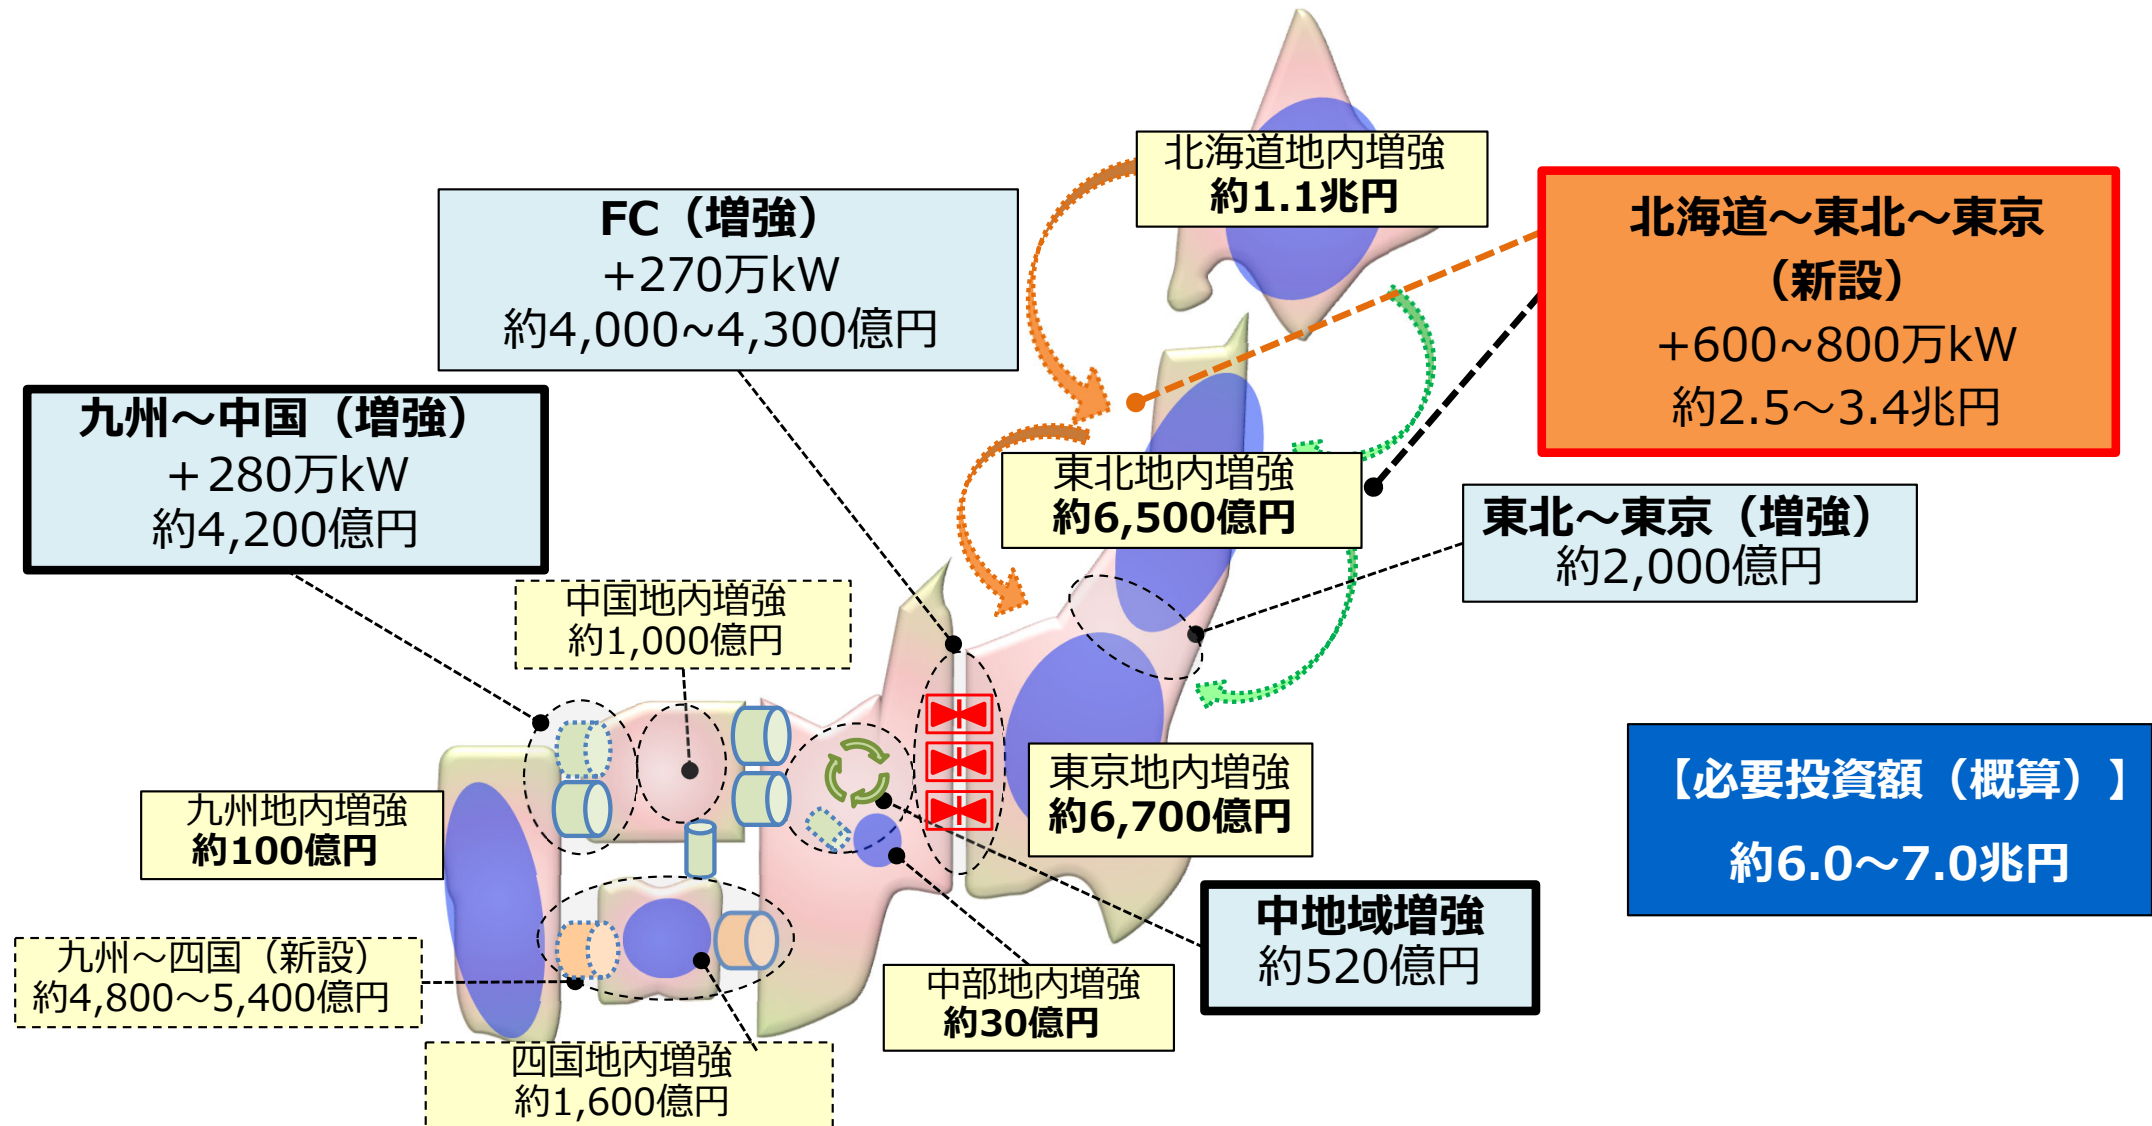 北海道地内増強
約1.1兆円
北海道～東北～東京
（新設）
+600~800万kW
約2.5～3.4兆円
FC（増強）
+270万kW
約4,000~4,300億円
九州～中国（増強）
＋280万kW
約4,200億円
東北地内増強
約6,500億円
東北～東京（増強）
約2,000億円
中国地内増強
約1,000億円
東京地内増強
約6,700億円
【必要投資額（概算）】
約6.0～7.0兆円
九州地内増強
約100億円
中地域増強
約520億円
九州～四国（新設）
約4,800～5,400億円
中部地内増強
約30億円
四国地内増強
約1,600億円